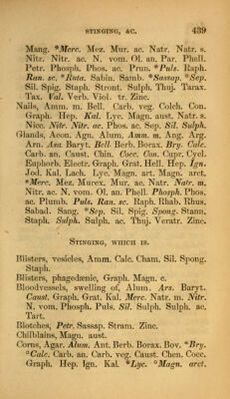 STINGING, &C. 439
Mang. *Merc. Mez. Mur. ac. Natr. Natr. s.
Nitr. Nitr. ac. N. vom. Ol. an. Par. Phell.
Petr. Phosph. Phos. ac. Prun. *Puls. Raph.
Ran. sc. *Ruta. Sabin. Samb. *Sassap. *Sep.
Sil. Spig. Staph. Stront. Sulph. Thuj. Tarax.
Tax. Val. Verb. Viol. tr. Zinc.
Nails, Amm. m. Bell. Carb. veg. Colch. Con.
Graph. Hep. Kal. Lyc. Magn. aust. Natr. s.
Nicc. Nitr. Nitr. ac. Phos. ac. Sep. Sil. Sulph.
Glands, Acon. Agn. Alum. Amm. m. Ang. Arg.
Arn. Asa. Baryt. Bell. Berb. Borax. Bry. Calc.
Carb. an. Caust. Chin. Cocc. Con. Cupr. Cycl.
Euphorb. Electr. Graph. Grat. Hell. Hep. Ign.
Jod. Kal. Lach. Lyc. Magn. art. Magn. arct.
*Merc. Mez. Murex. Mur. ac. Natr. Natr. m.
Nitr. ac. N. vom. Ol. an. Phell. Phosph. Phos.
ac. Plumb. Puls. Ran. sc. Raph. Rhab. Rhus.
Sabad. Sang. *Sep. Sil. Spig. Spong. Stann.
Staph. Sulph. Sulph. ac. Thuj. Veratr. Zinc.
STINGING, WHICH IS.
Blisters, vesicles, Amm. Calc. Cham. Sil. Spong.
Staph.
Blisters, phagedænic, Graph. Magn. c.
Bloodvessels, swelling of, Alum. Ars. Baryt.
Caust. Graph. Grat. Kal. Merc. Natr. m. Nitr.
N. vom. Phosph. Puls. Sil. Sulph. Sulph. ac.
Tart.
Blotches, Petr. Sassap. Stram. Zinc.
Chilblains, Magn. aust.
Corns, Agar. Alum. Ant. Berb. Borax. Bov. *Bry.
°Calc. Carb. an. Carb. veg. Caust. Chen. Cocc.
Graph. Hep. Ign. Kal. *Lyc. °Magn. arct.